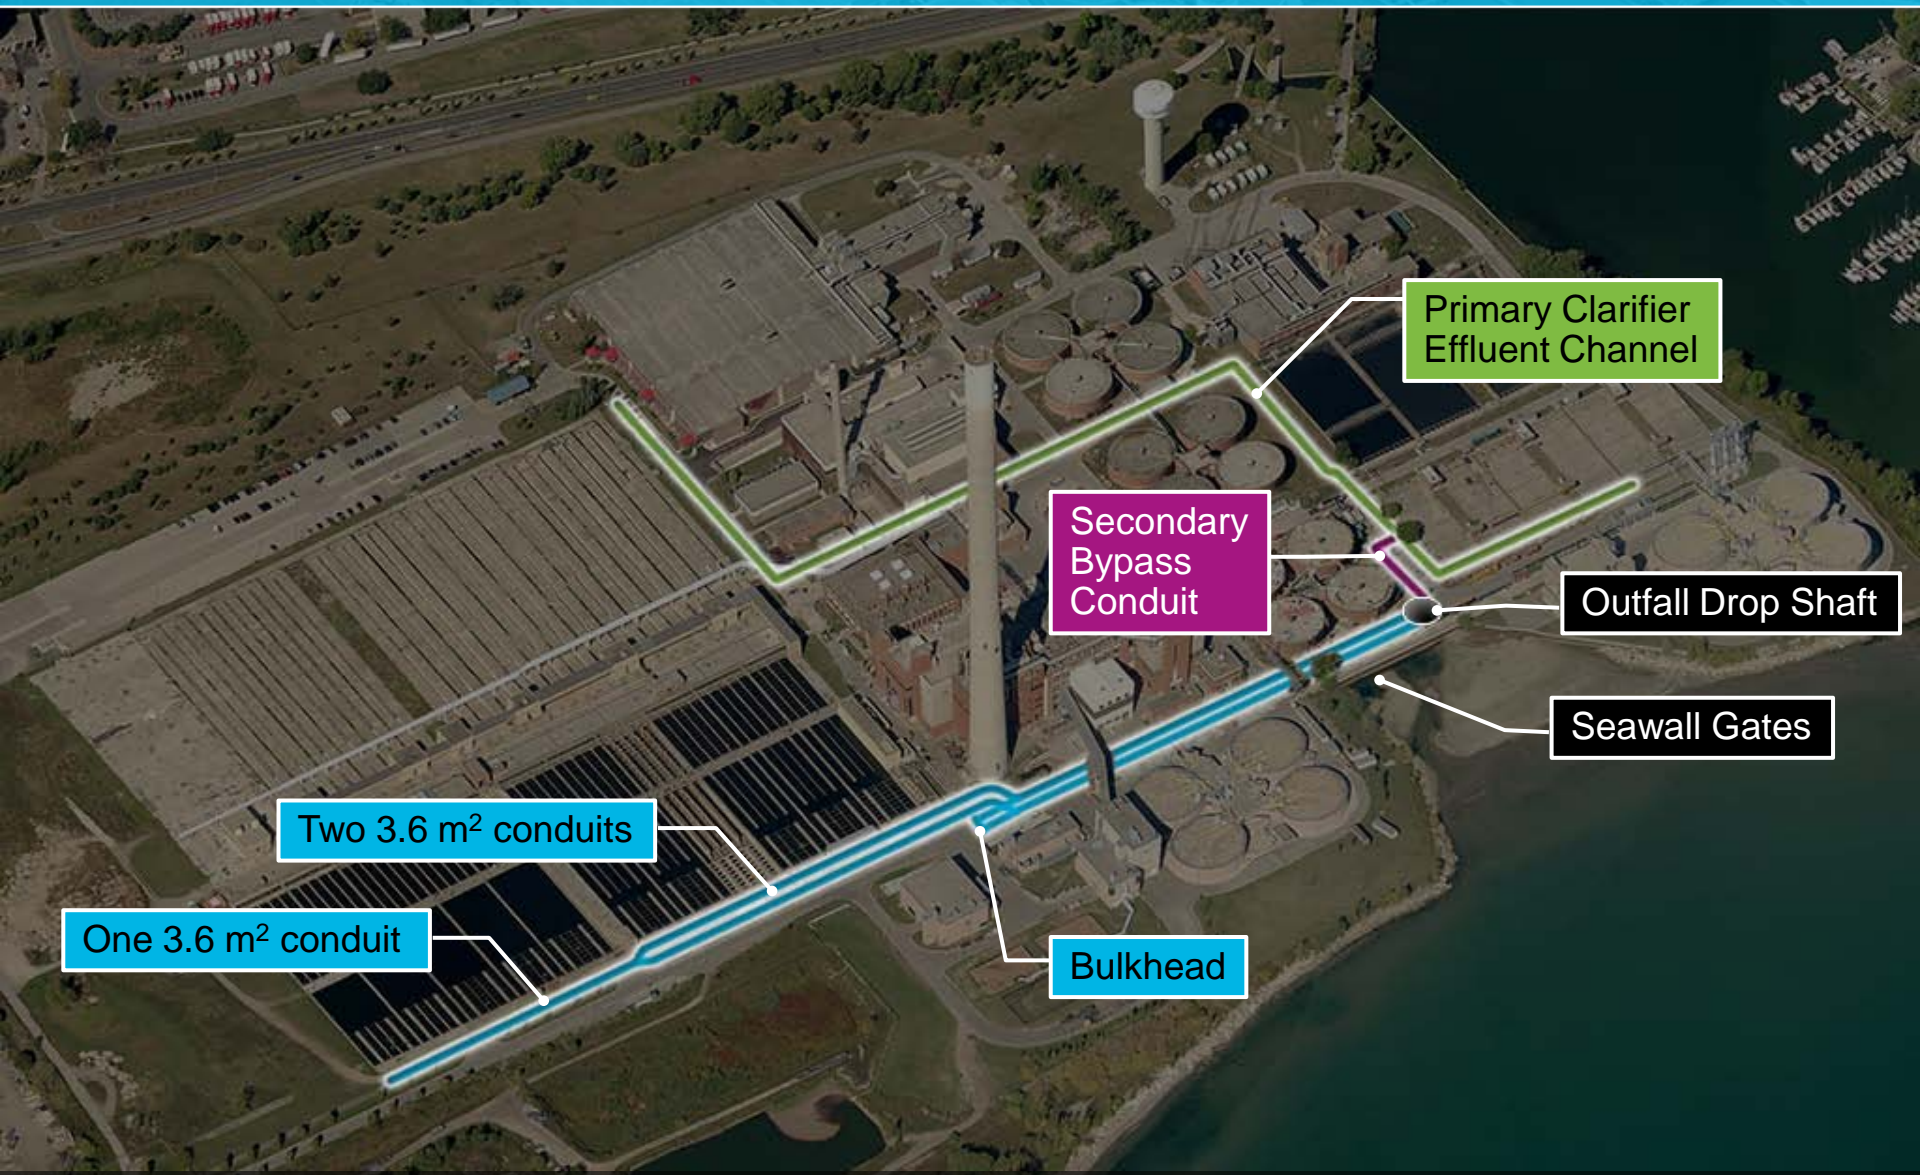 Primary Clarifier
Effluent Channel
Secondary
Bypass
Conduit
Outfall Drop Shaft
Seawall Gates
Two 3.6 m² conduits
One 3.6 m² conduit
Bulkhead